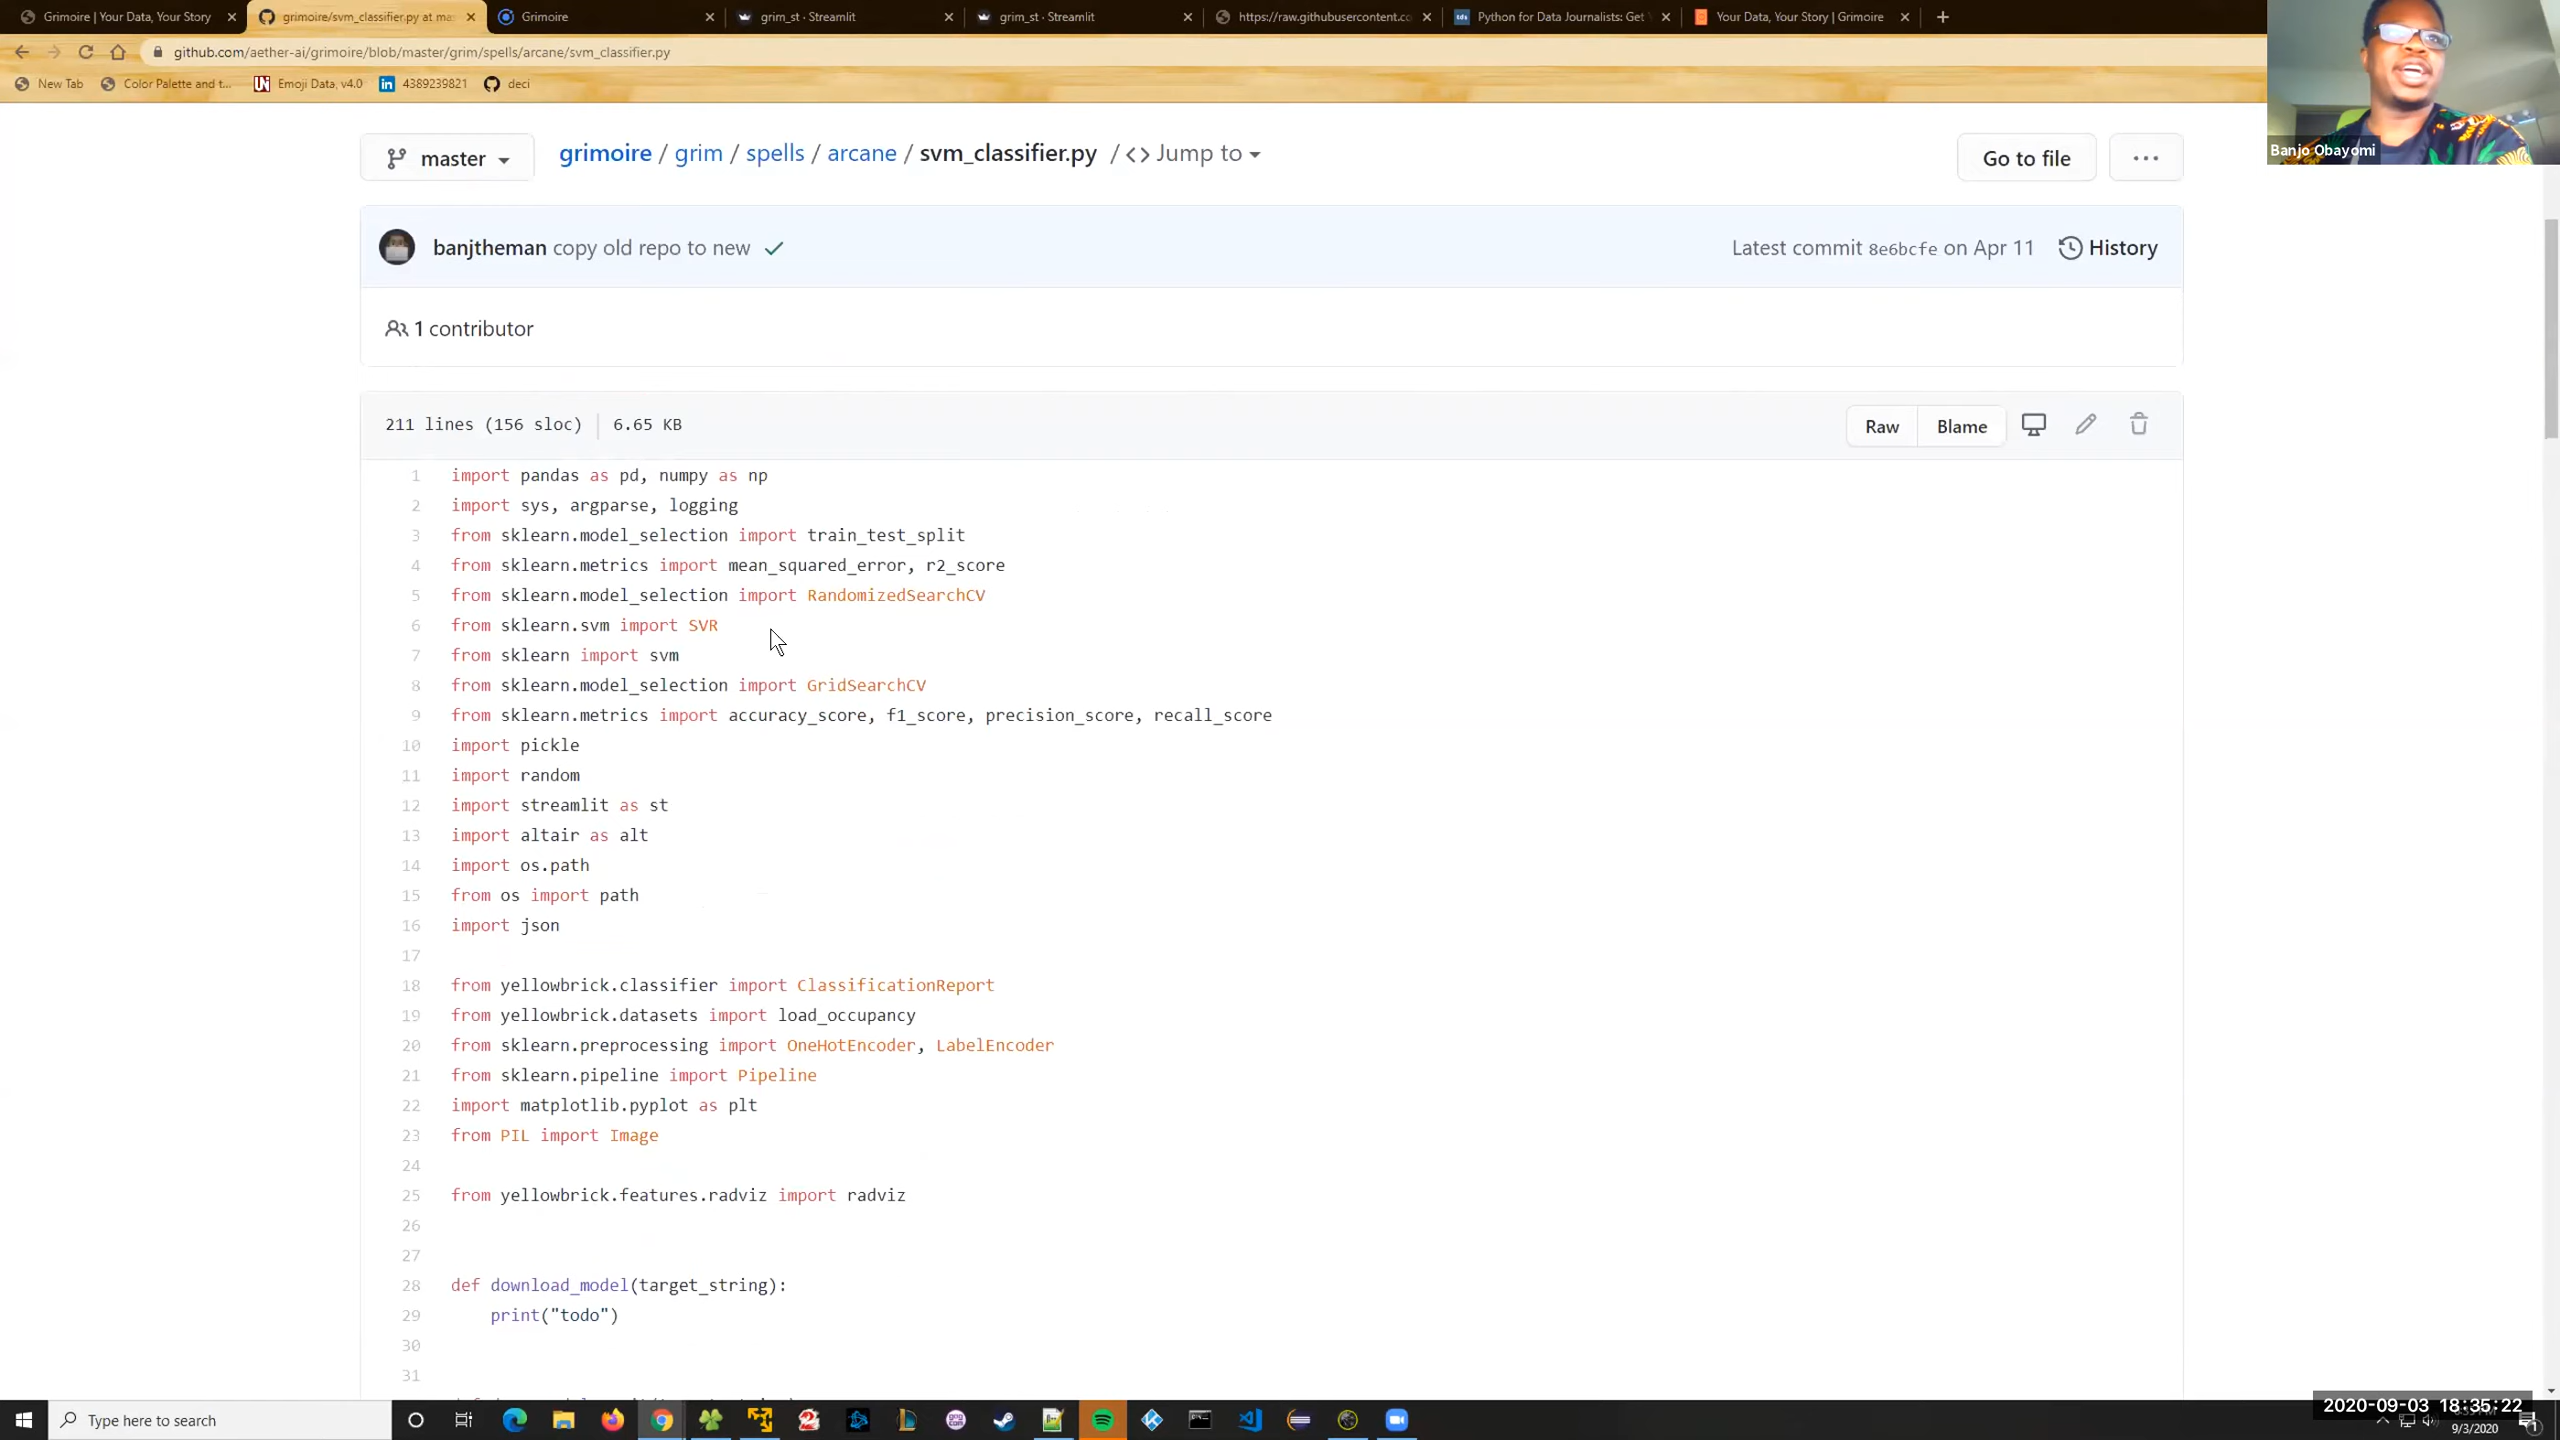 Grimoire | Your Data, Your Story
grimoire/svm_classifier.py at mas
Grimoire
grim_st · Streamlit
grim_st · Streamlit
https://raw.githubusercontent.co
Python for Data Journalists: Get
Your Data, Your Story | Grimoire
github.com/aether-ai/grimoire/blob/master/grim/spells/arcane/svm_classifier.py
New Tab
Color Palette and t...
Emoji Data, v4.0
4389239821
deci
Banjo Obayomi
master
grimoire / grim / spells / arcane / svm_classifier.py / <> Jump to
Go to file
...
banjtheman copy old repo to new
Latest commit 8e6bcfe on Apr 11
History
1 contributor
211 lines (156 sloc) | 6.65 KB
Raw
Blame
1 import pandas as pd, numpy as np
2 import sys, argparse, logging
3 from sklearn.model_selection import train_test_split
4 from sklearn.metrics import mean_squared_error, r2_score
5 from sklearn.model_selection import RandomizedSearchCV
6 from sklearn.svm import SVR
7 from sklearn import svm
8 from sklearn.model_selection import GridSearchCV
9 from sklearn.metrics import accuracy_score, f1_score, precision_score, recall_score
10 import pickle
11 import random
12 import streamlit as st
13 import altair as alt
14 import os.path
15 from os import path
16 import json
17
18 from yellowbrick.classifier import ClassificationReport
19 from yellowbrick.datasets import load_occupancy
20 from sklearn.preprocessing import OneHotEncoder, LabelEncoder
21 from sklearn.pipeline import Pipeline
22 import matplotlib.pyplot as plt
23 from PIL import Image
24
25 from yellowbrick.features.radviz import radviz
26
27
28 def download_model(target_string):
29 print("todo")
30
31
Type here to search
2020-09-03 18:35:22
9/3/2020